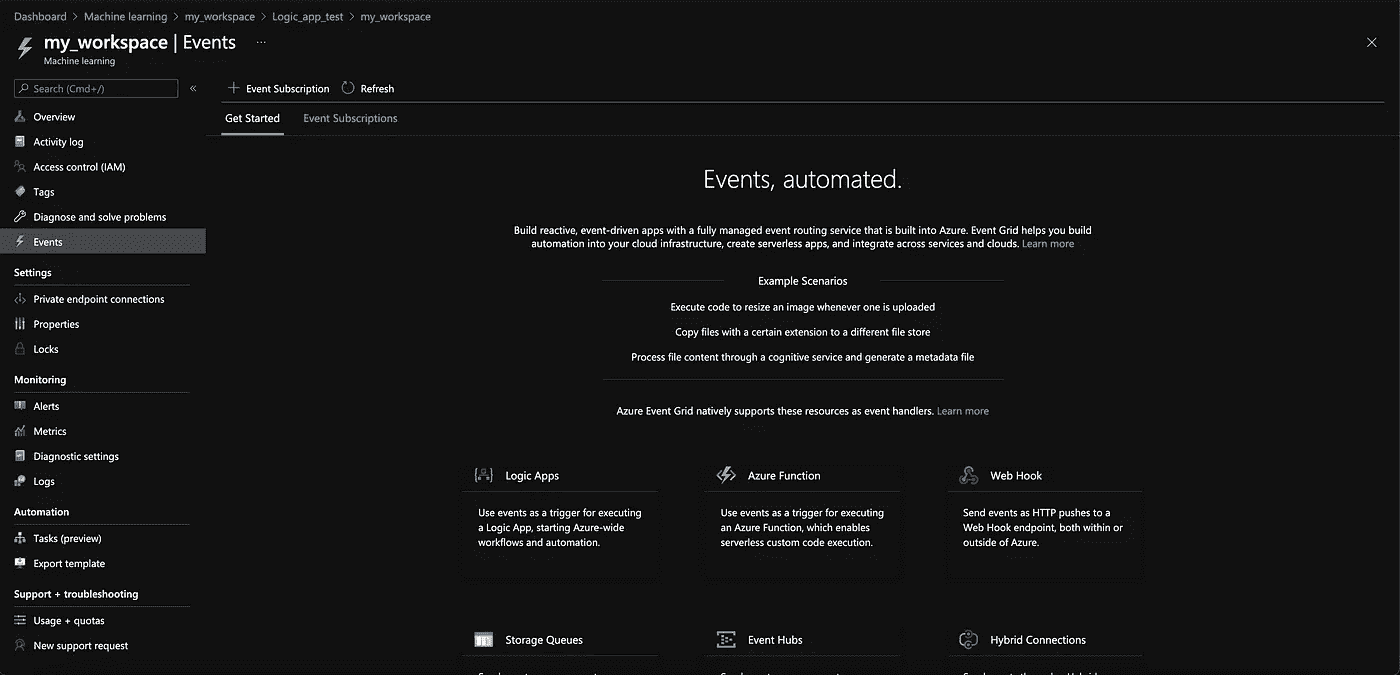 Dashboard > Machine learning > my_workspace > Logic_app_test > my_workspace
my_workspace | Events ...
Machine learning
Search (Cmd+/)
«
Overview
Activity log
Access control (IAM)
Tags
Diagnose and solve problems
Events
Settings
Private endpoint connections
Properties
Locks
Monitoring
Alerts
Metrics
Diagnostic settings
Logs
Automation
Tasks (preview)
Export template
Support + troubleshooting
Usage + quotas
New support request
+ Event Subscription Refresh
Get Started Event Subscriptions
Events, automated.
Build reactive, event-driven apps with a fully managed event routing service that is built into Azure. Event Grid helps you build
automation into your cloud infrastructure, create serverless apps, and integrate across services and clouds. Learn more
Example Scenarios
Execute code to resize an image whenever one is uploaded
Copy files with a certain extension to a different file store
Process file content through a cognitive service and generate a metadata file
Azure Event Grid natively supports these resources as event handlers. Learn more
Logic Apps
Use events as a trigger for executing
a Logic App, starting Azure-wide
workflows and automation.
Azure Function
Use events as a trigger for executing
an Azure Function, which enables
serverless custom code execution.
Web Hook
Send events as HTTP pushes to a
Web Hook endpoint, both within or
outside of Azure.
Storage Queues
Event Hubs
Hybrid Connections